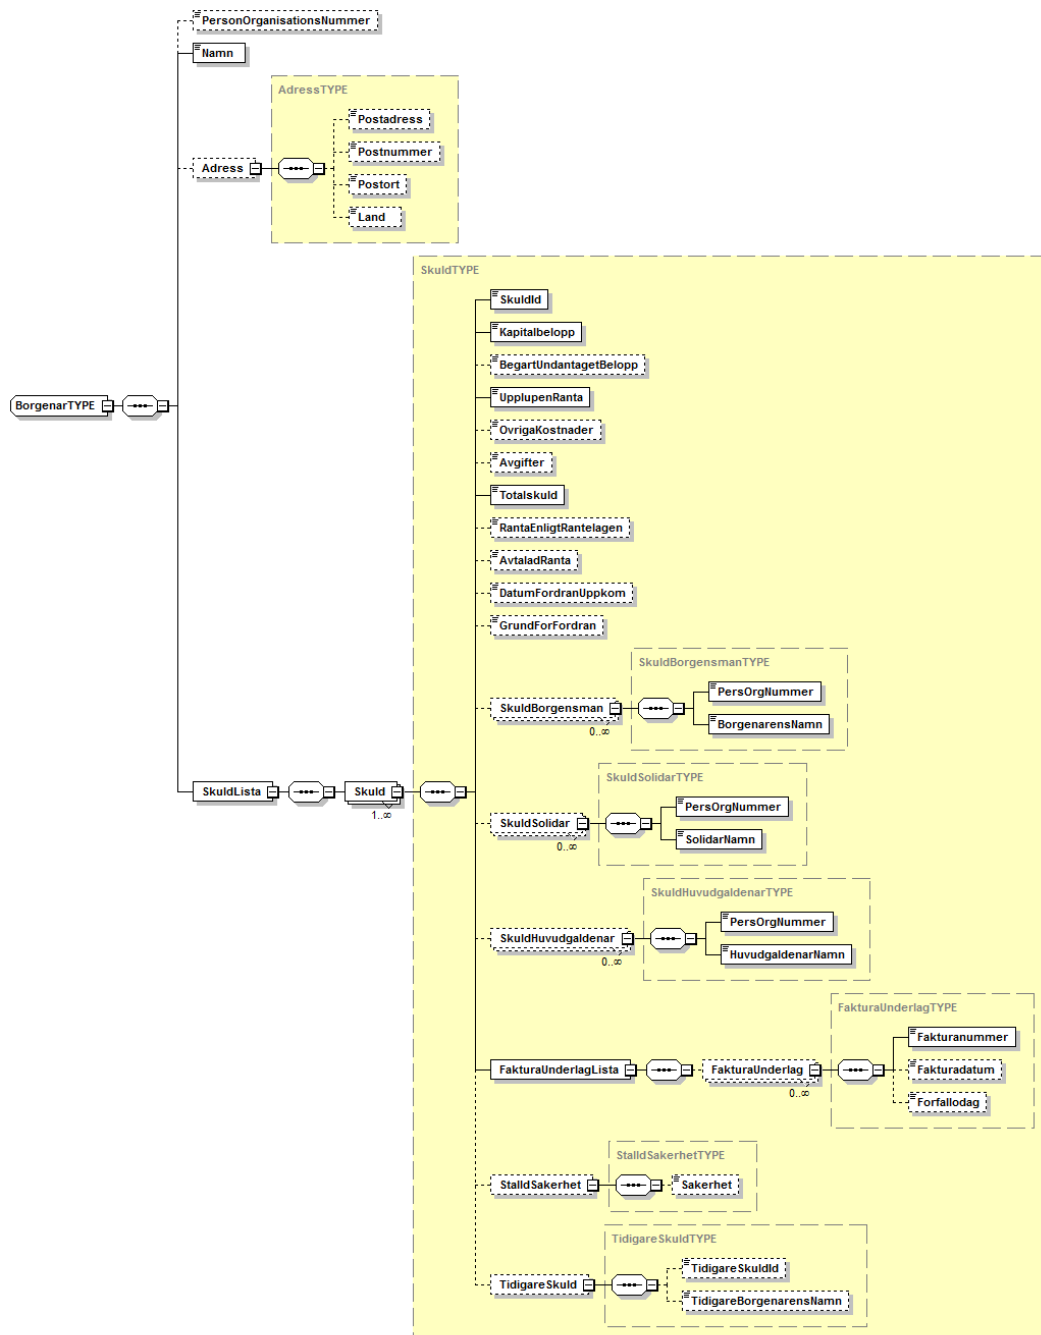 PersonOrganisationsNummer
Namn
AdressTYPE
Postadress
Postnummer
Adress
Postort
Land
SkuldTYPE
SkuldId
Kapitalbelopp
BegartUndantagetBelopp
UpplupenRanta
BorgenarTYPE
OvrigaKostnader
Avgifter
Totalskuld
RantaEnligtRantelagen
AvtaladRanta
DatumFordranUppkom
GrundForFordran
SkuldBorgensmanTYPE
PersOrgNummer
SkuldBorgensman
BorgenarensNamn
0..∞
SkuldSolidarTYPE
SkuldLista
Skuld
1..∞
PersOrgNummer
SkuldSolidar
SolidarNamn
0..∞
SkuldHuvudgaldenarTYPE
PersOrgNummer
SkuldHuvudgaldenar
HuvudgaldenarNamn
0..∞
FakturaUnderlagTYPE
Fakturanummer
FakturaUnderlagLista
FakturaUnderlag
Fakturadatum
0..∞
Forfallodag
StalldSakerhetTYPE
StalldSakerhet
Sakerhet
TidigareSkuldTYPE
TidigareSkuldId
TidigareSkuld
TidigareBorgenarensNamn